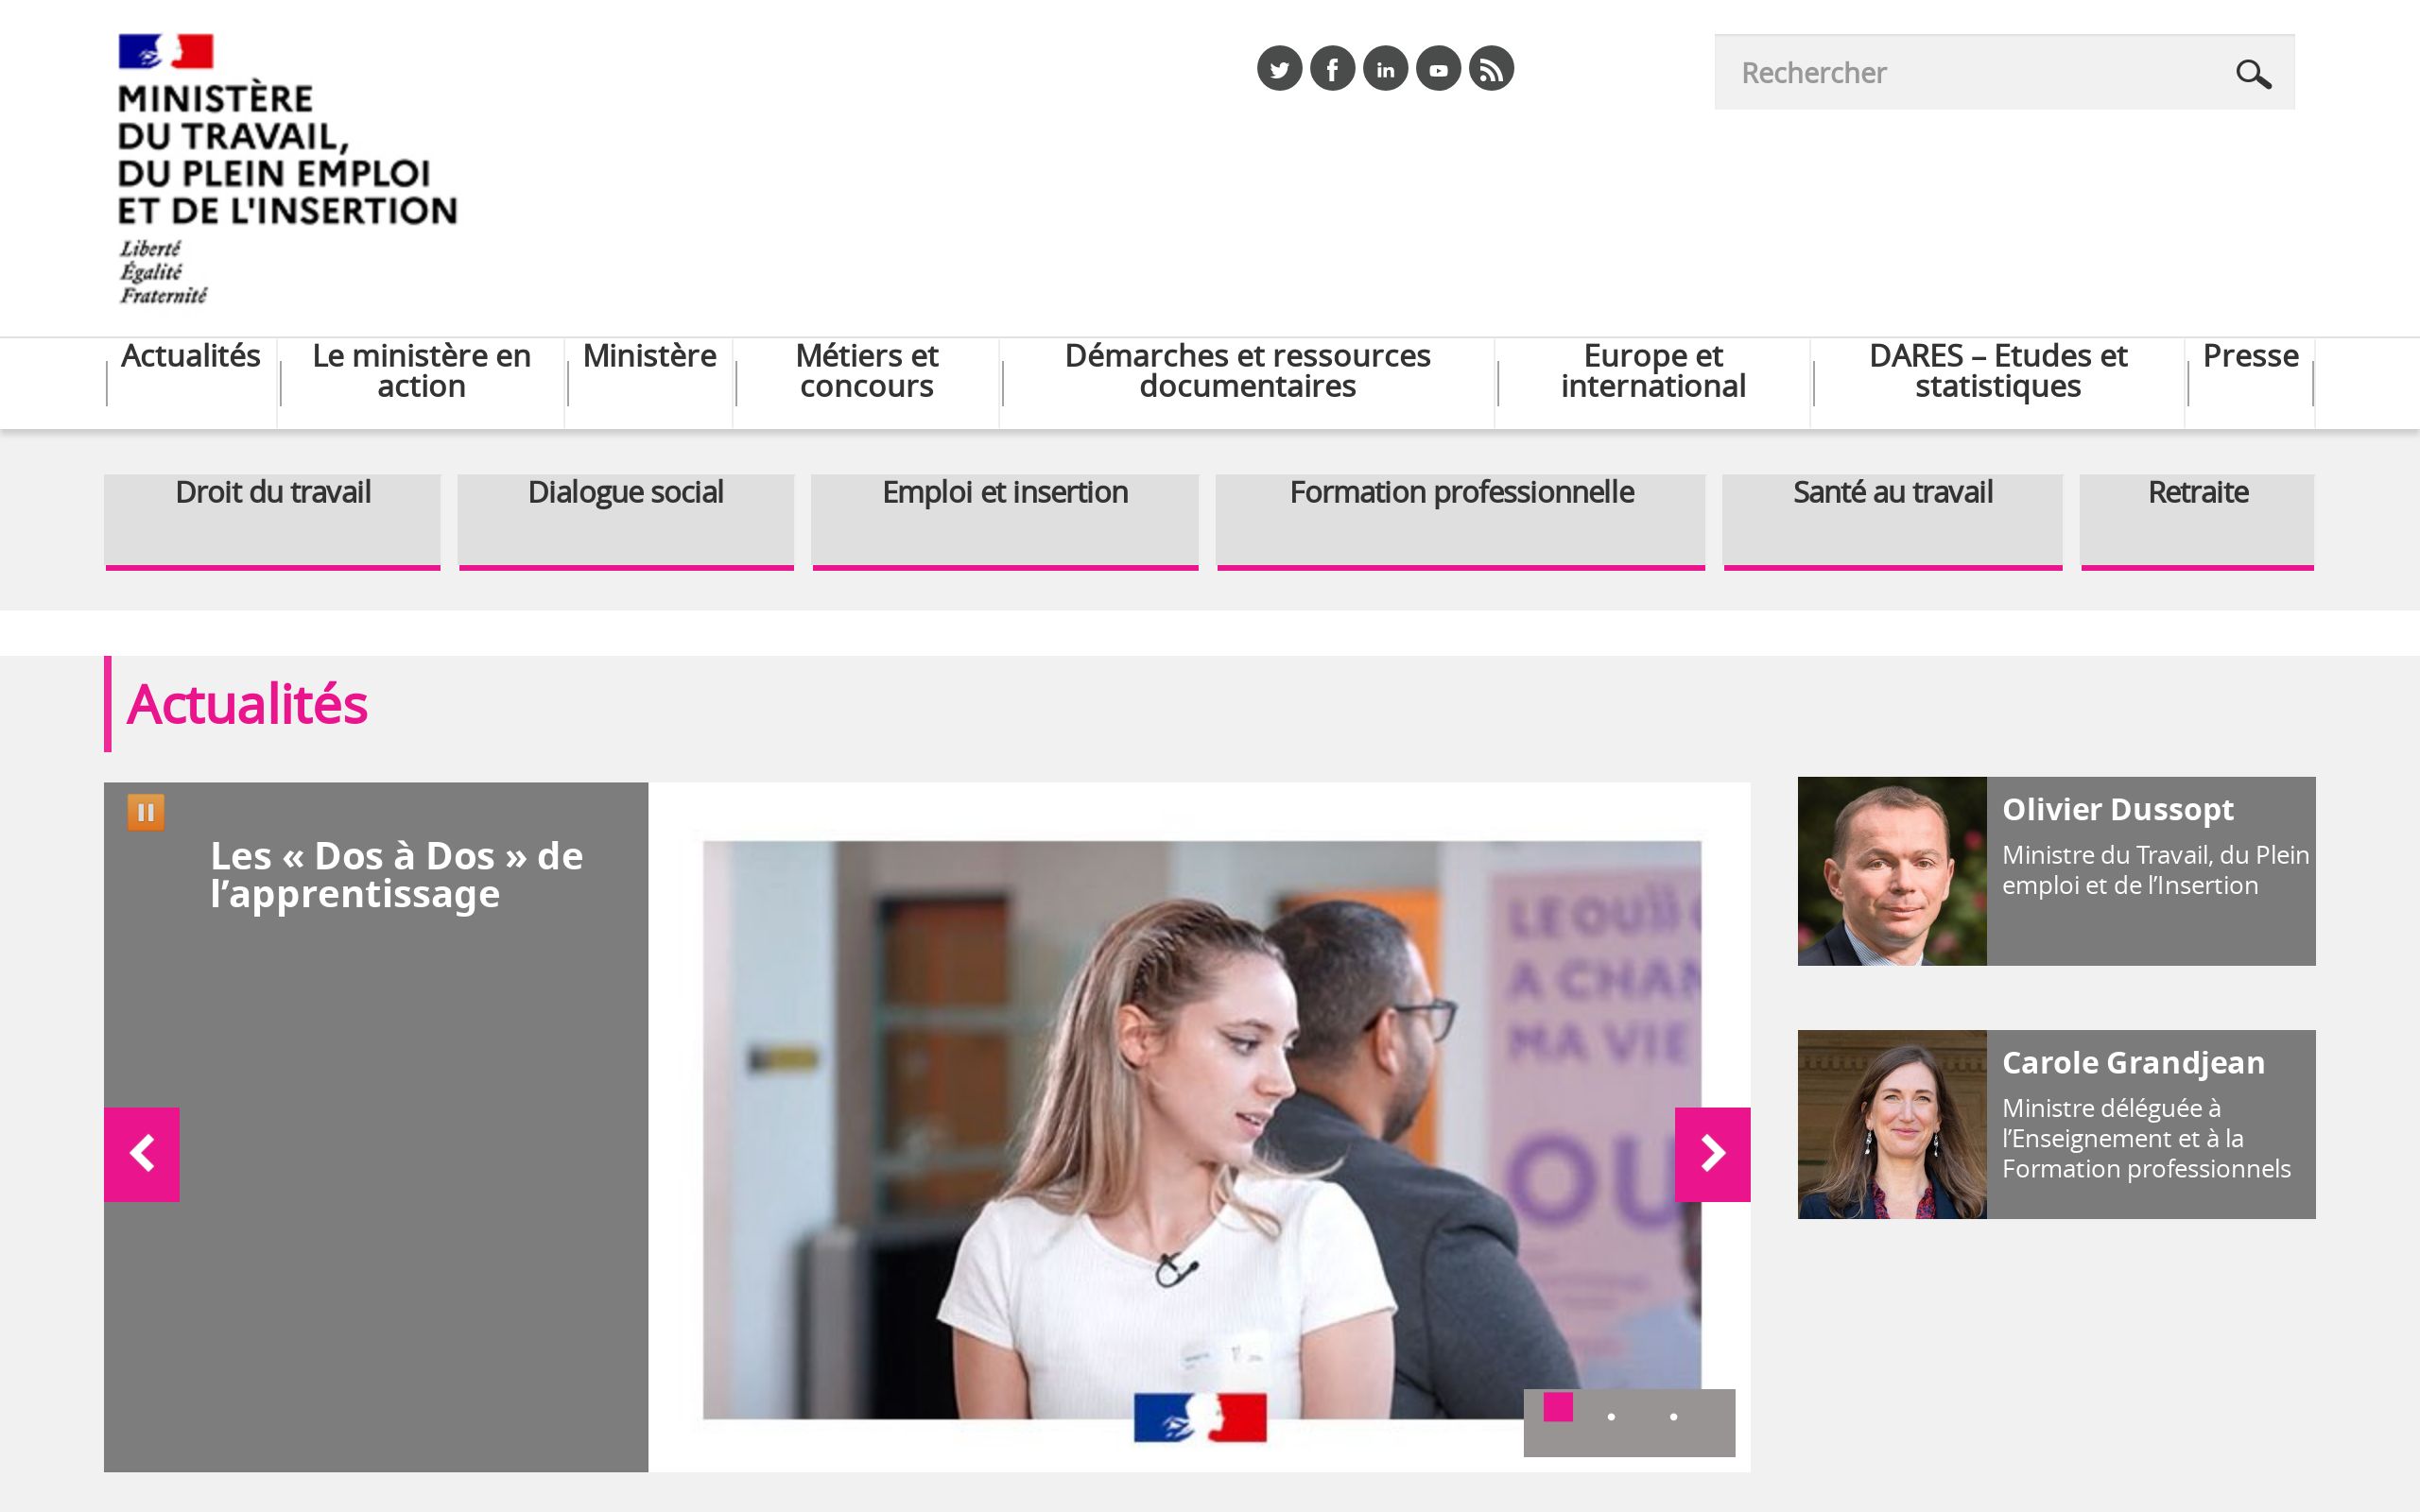 MINISTÈRE
DU TRAVAIL,
DU PLEIN EMPLOI
ET DE L'INSERTION
Liberté
Égalité
Fraternité
Rechercher
Actualités
Le ministère en
action
Ministère
Métiers et
concours
Démarches et ressources
documentaires
Europe et
international
DARES – Etudes et
statistiques
Presse
Droit du travail
Dialogue social
Emploi et insertion
Formation professionnelle
Santé au travail
Retraite
Actualités
Les « Dos à Dos » de
l’apprentissage
LE OUII
A CHAN
MA VIE
OU
Olivier Dussopt
Ministre du Travail, du Plein
emploi et de l’Insertion
Carole Grandjean
Ministre déléguée à
l’Enseignement et à la
Formation professionnels